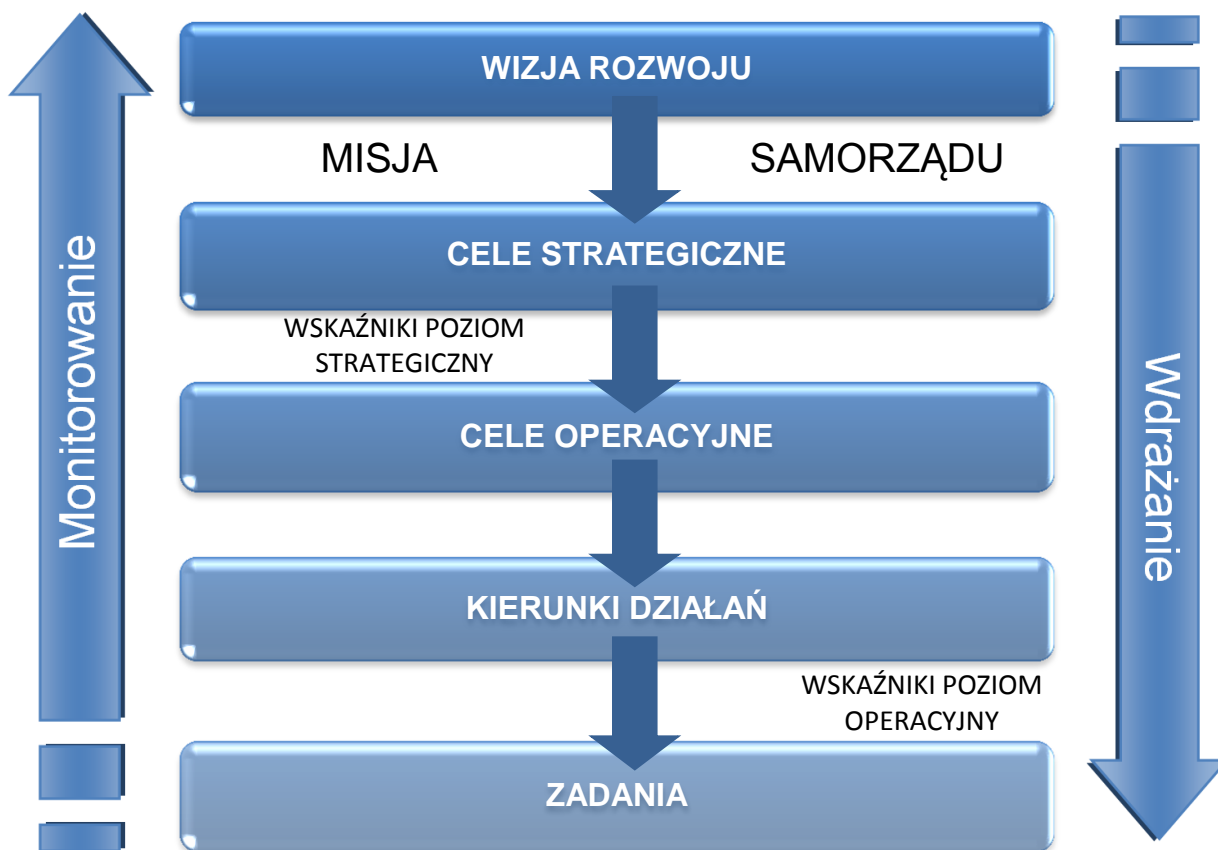 WIZJA ROZWOJU
MISJA SAMORZĄDU
CELE STRATEGICZNE
WSKAŹNIKI POZIOM
STRATEGICZNY
CELE OPERACYJNE
KIERUNKI DZIAŁAŃ
WSKAŹNIKI POZIOM
OPERACYJNY
ZADANIA
Monitorowanie
Wdrażanie